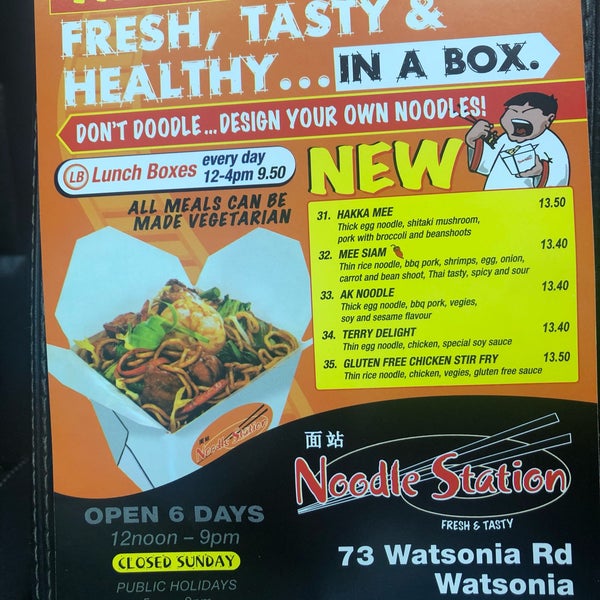 FRESH, TASTY &
HEALTHY...IN A BOX.
DON'T DOODLE...DESIGN YOUR OWN NOODLES!
LB Lunch Boxes every day
12-4pm 9.50
ALL MEALS CAN BE
MADE VEGETARIAN
NEW
31. HAKKA MEE 13.50
Thick egg noodle, shitaki mushroom,
pork with broccoli and beanshoots
32. MEE SIAM 13.40
Thin rice noodle, bbq pork, shrimps, egg, onion,
carrot and bean shoot, Thai tasty, spicy and sour
33. AK NOODLE 13.40
Thick egg noodle, bbq pork, vegies,
soy and sesame flavour
34. TERRY DELIGHT 13.40
Thin egg noodle, chicken, special soy sauce
35. GLUTEN FREE CHICKEN STIR FRY 13.50
Thin rice noodle, chicken, vegies, gluten free sauce
面站
Noodle Station
面站
Noodle Station
FRESH & TASTY
OPEN 6 DAYS
12noon – 9pm
CLOSED SUNDAY
PUBLIC HOLIDAYS
73 Watsonia Rd
Watsonia